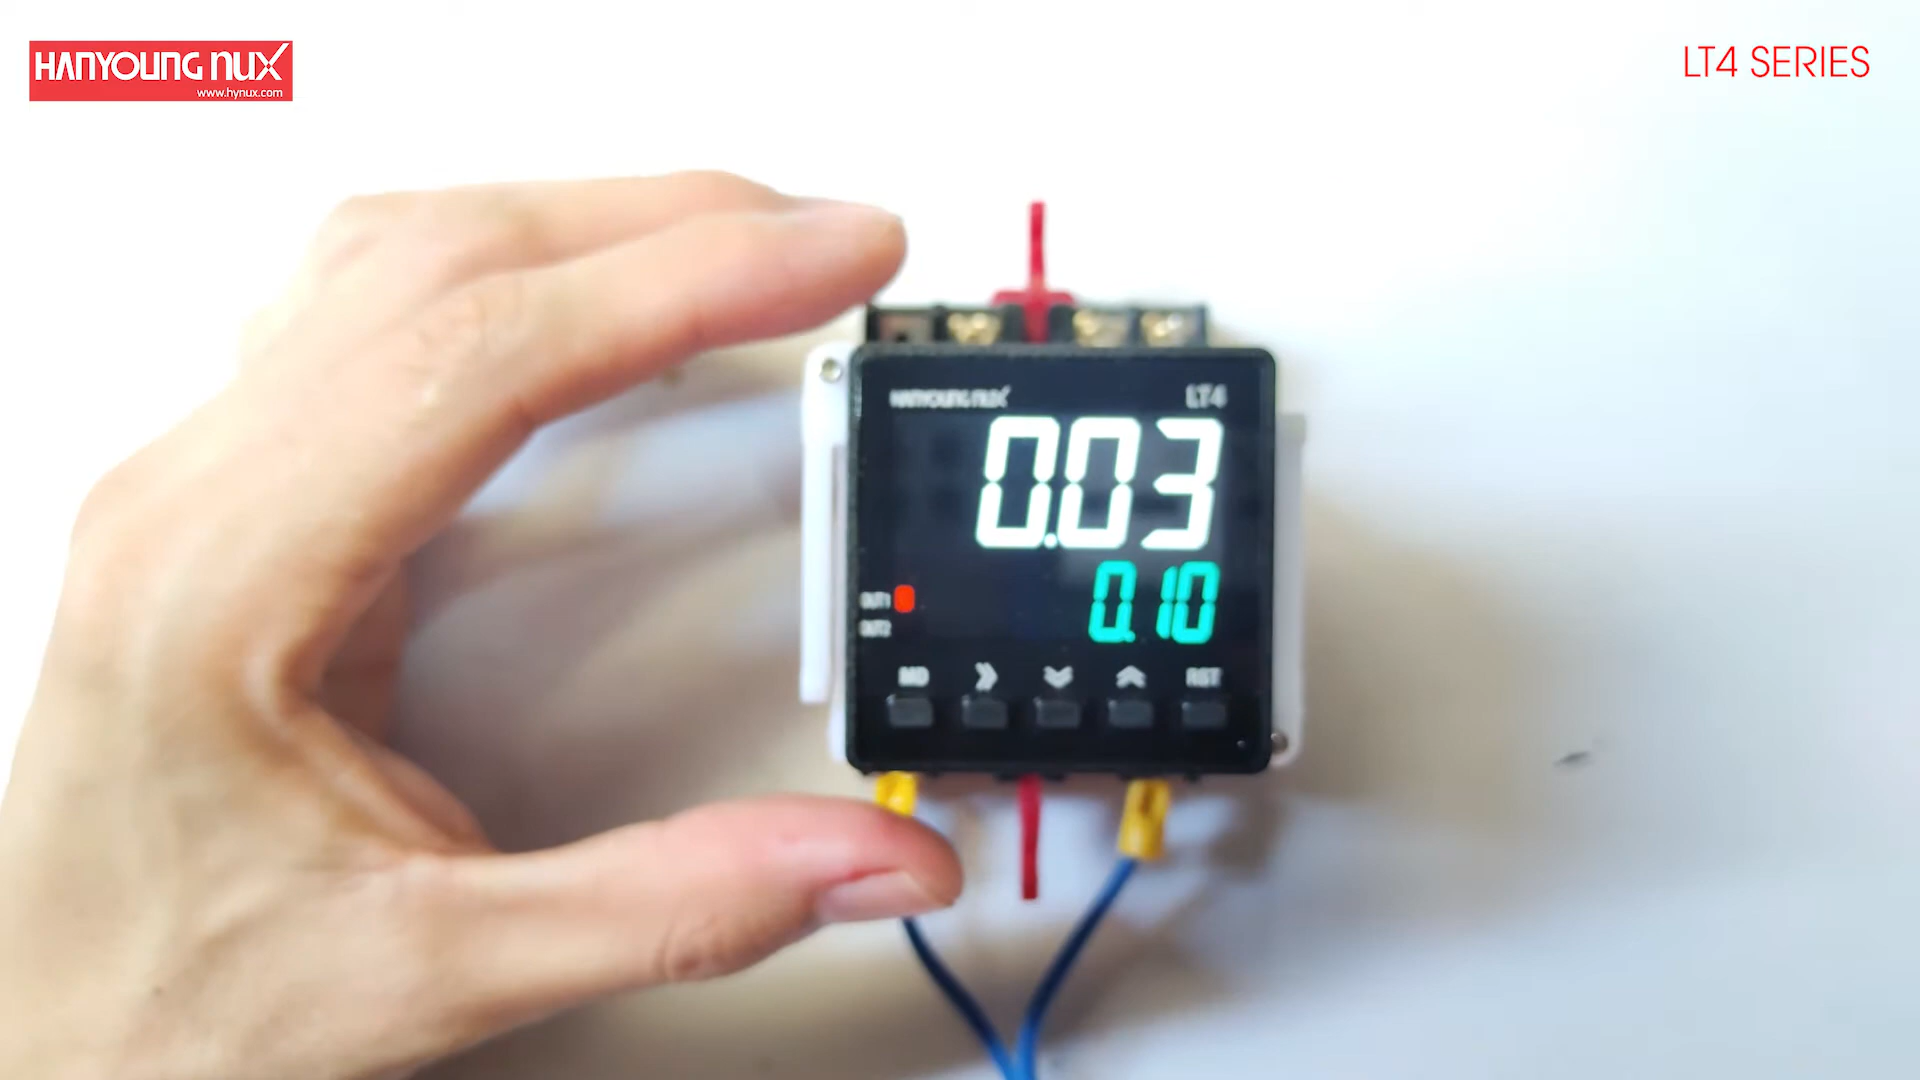 HANYOUNG NUX
www.hynux.com
LT4 SERIES
HANYOUNG NUX LT4
0.03
0.10
OUT1
OUT2
MD RST